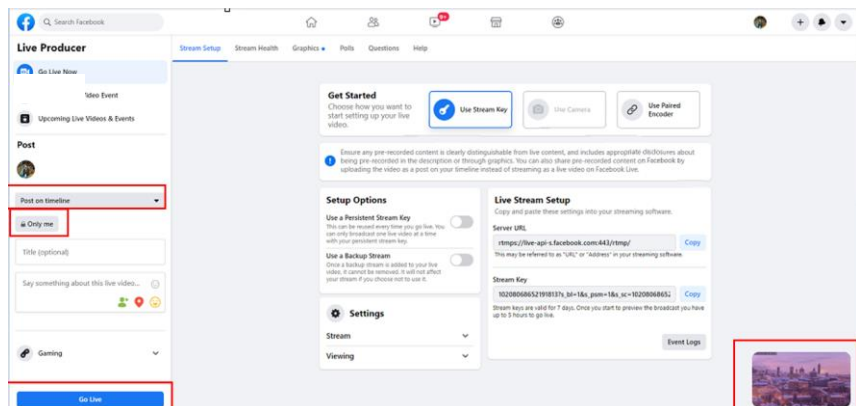 Search Facebook
9+
Live Producer
Go Live Now
Video Event
Upcoming Live Videos & Events
Post
Post on timeline
Only me
Title (optional)
Say something about this live video...
Gaming
Go Live
Stream Setup Stream Health Graphics Polls Questions Help
Get Started
Choose how you want to
start setting up your live
video.
Use Stream Key
Use Camera
Use Paired
Encoder
Ensure any pre-recorded content is clearly distinguishable from live content, and includes appropriate disclosures about
being pre-recorded in the description or through graphics. You can also share pre-recorded content on Facebook by
uploading the video as a post on your timeline instead of streaming as a live video on Facebook Live.
Setup Options
Use a Persistent Stream Key
This can be reused every time you go live. You
can only broadcast one live video at a time
with your persistent stream key.
Use a Backup Stream
Once a backup stream is added to your live
video, it cannot be removed. It will not affect
your stream if you choose not to use it.
Settings
Stream
Viewing
Live Stream Setup
Copy and paste these settings into your streaming software.
Server URL
rtmps://live-api-s.facebook.com:443/rtmp/
Copy
This may be referred to as "URL" or "Address" in your streaming software.
Stream Key
Copy
Stream keys are valid for 7 days. Once you start to preview the broadcast you have
up to 5 hours to go live.
Event Logs